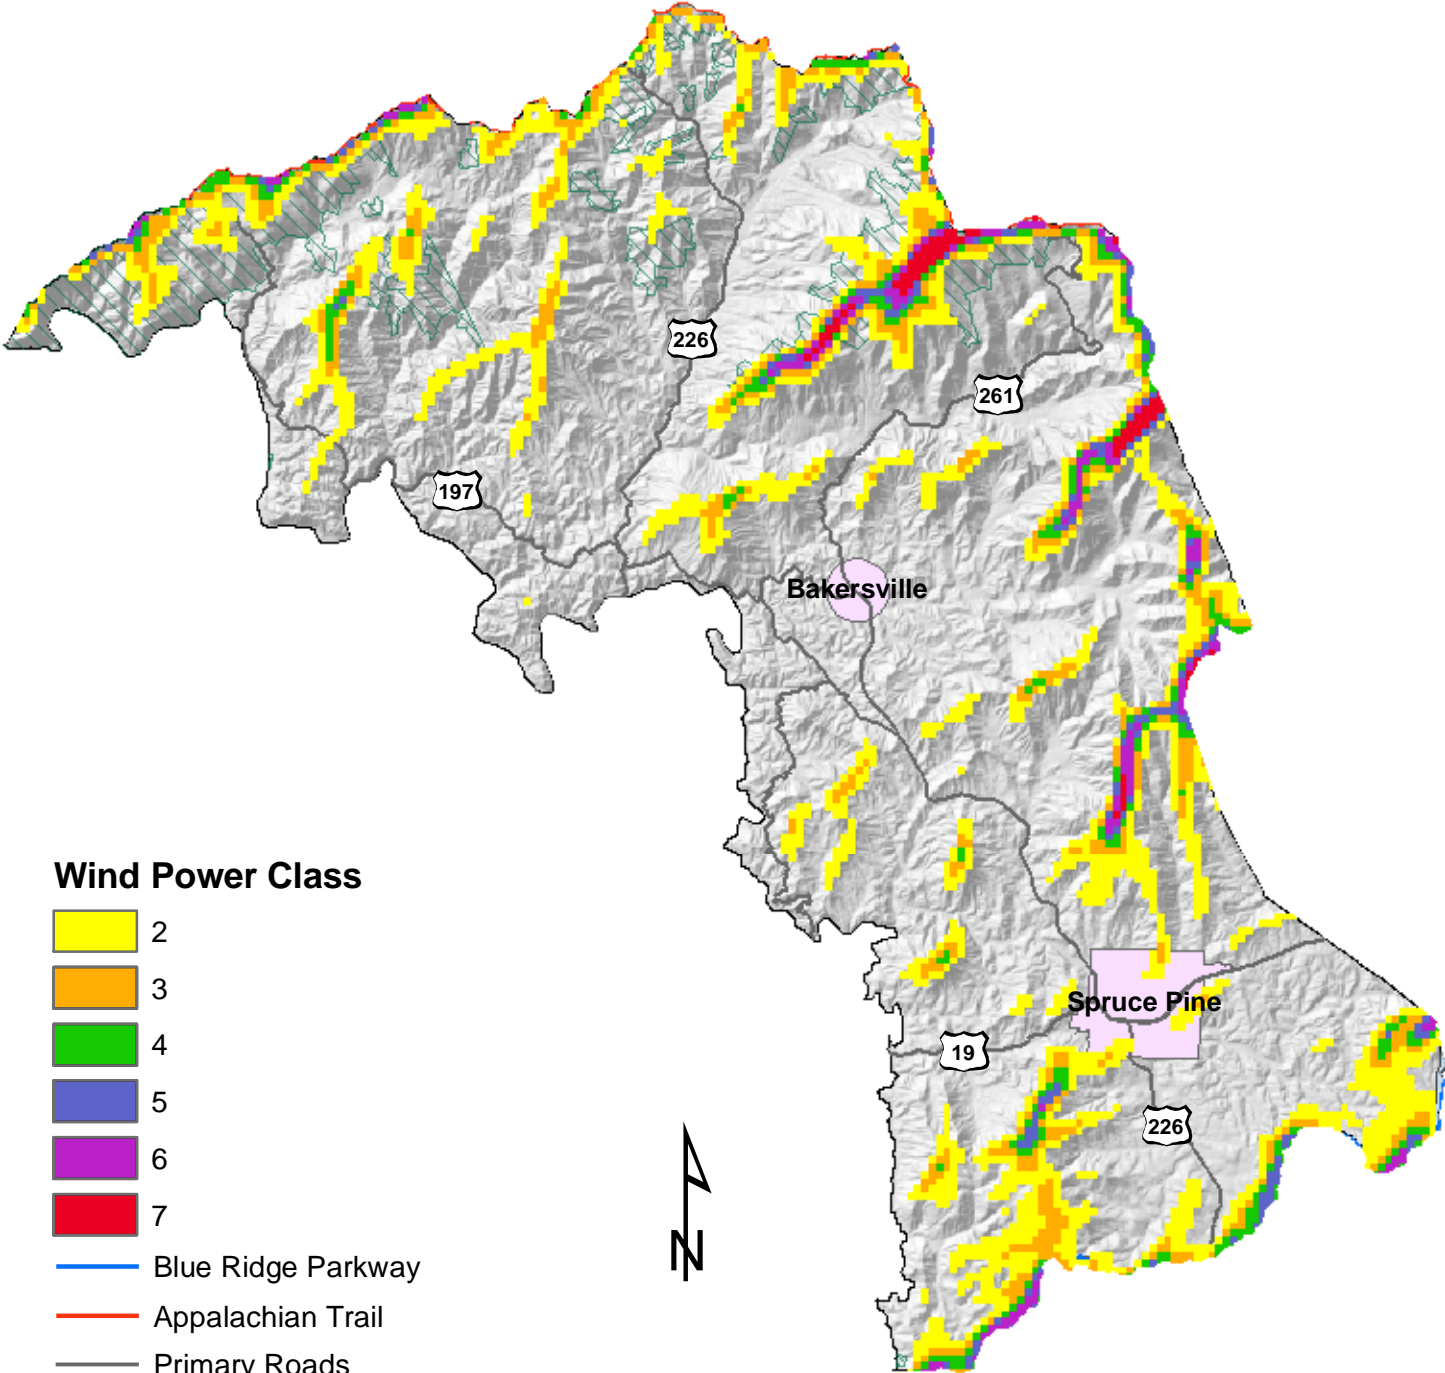 226
261
197
Bakersville
Wind Power Class
2
3
4
5
6
7
Blue Ridge Parkway
Appalachian Trail
Primary Roads
Spruce Pine
19
226
N